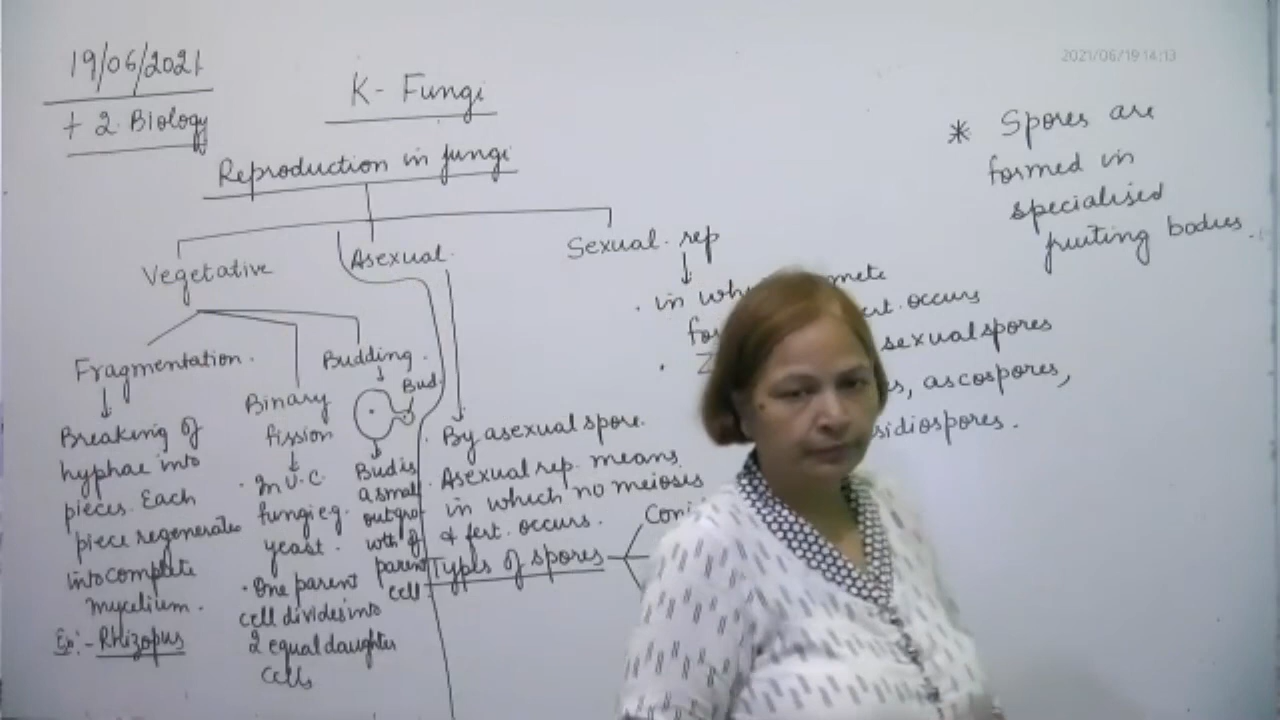 2021/06/19 14:13
19/06/2021
+ 2 Biology
K - Fungi
Reproduction in fungi
Vegetative
Asexual.
Sexual. rep
Fragmentation.
Breaking of
hyphae into
pieces. Each
piece regenerates
into complete
mycelium.
Ex:- Rhizopus
Binary
fission
· In U.C.
fungi eg.
yeast.
· One parent
cell divides into
2 equal daughter
cells
Budding.
Bud
Bud is
a small
outgro-
wth of
parent
cell.
· By asexual spore.
· Asexual rep. means
in which no meiosis
& fert. occurs.
Types of spores
· in
occurs
sexual spores
ascospores,
* Spores are
formed in
specialised
fruiting bodies.